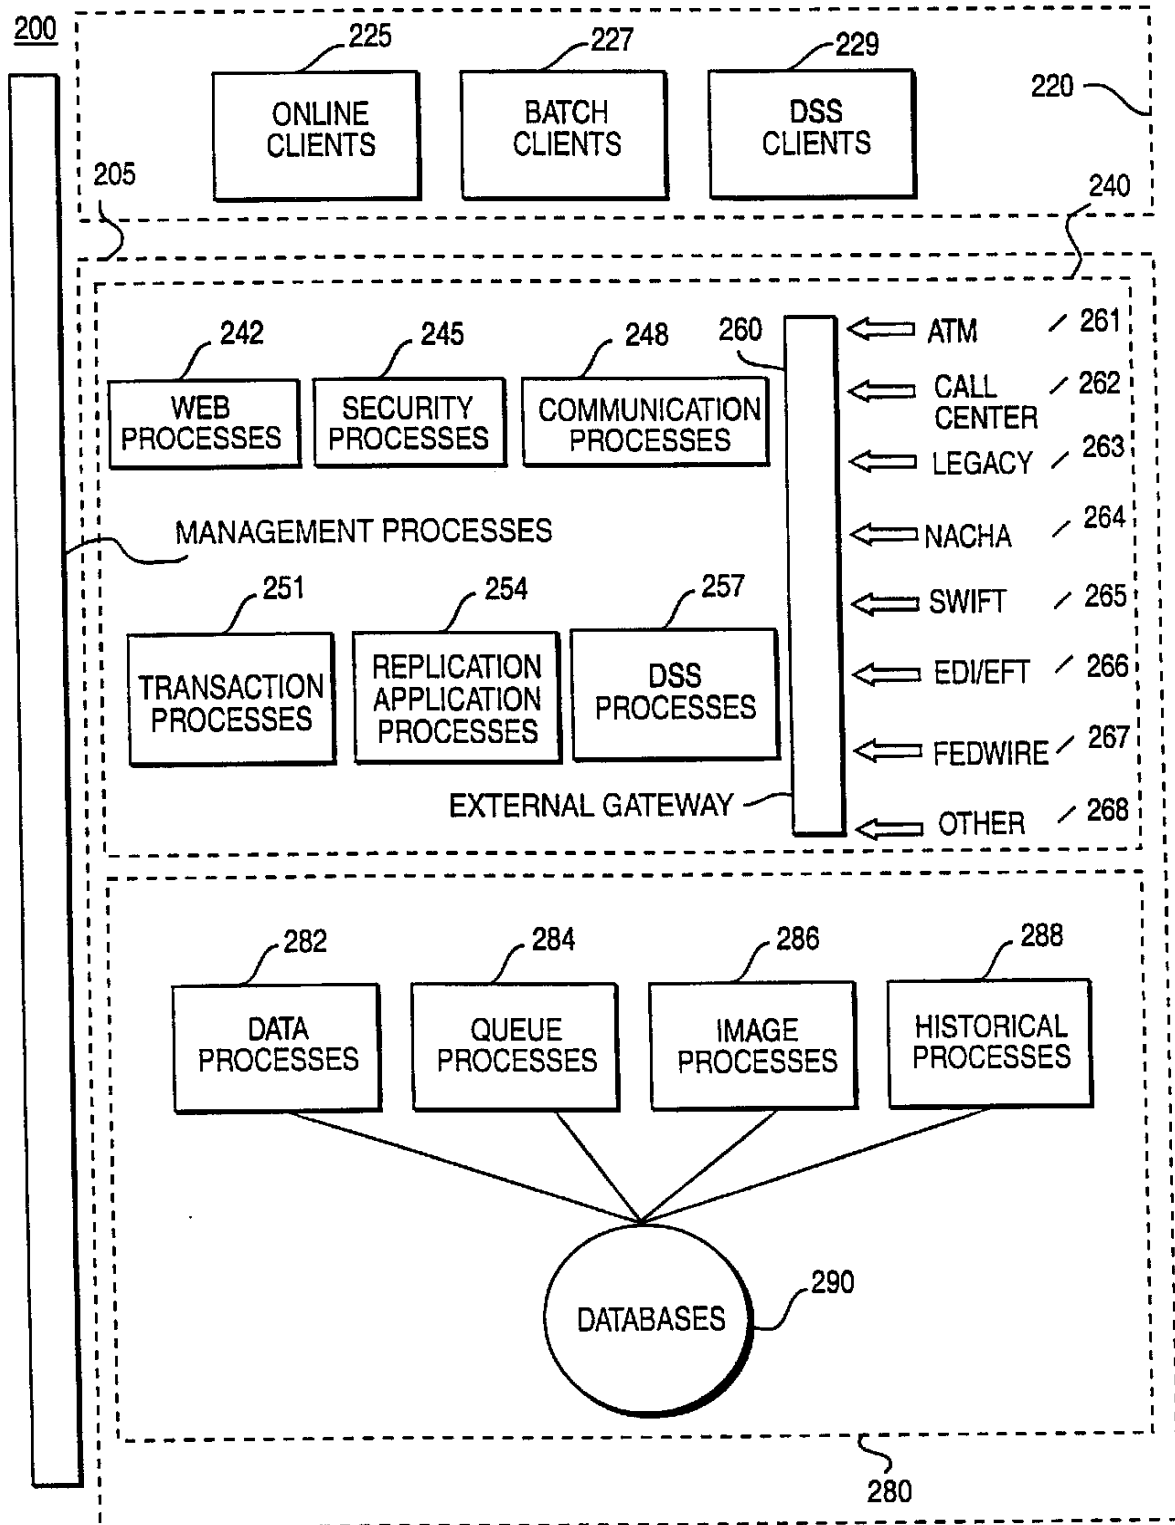 200
225
227
229
ONLINE
CLIENTS
BATCH
CLIENTS
DSS
CLIENTS
220
205
240
242
245
248
260
WEB
PROCESSES
SECURITY
PROCESSES
COMMUNICATION
PROCESSES
ATM
261
CALL
CENTER
262
LEGACY
263
NACHA
264
SWIFT
265
EDI/EFT
266
FEDWIRE
267
OTHER
268
MANAGEMENT PROCESSES
251
254
257
TRANSACTION
PROCESSES
REPLICATION
APPLICATION
PROCESSES
DSS
PROCESSES
EXTERNAL GATEWAY
282
284
286
288
DATA
PROCESSES
QUEUE
PROCESSES
IMAGE
PROCESSES
HISTORICAL
PROCESSES
DATABASES
290
280